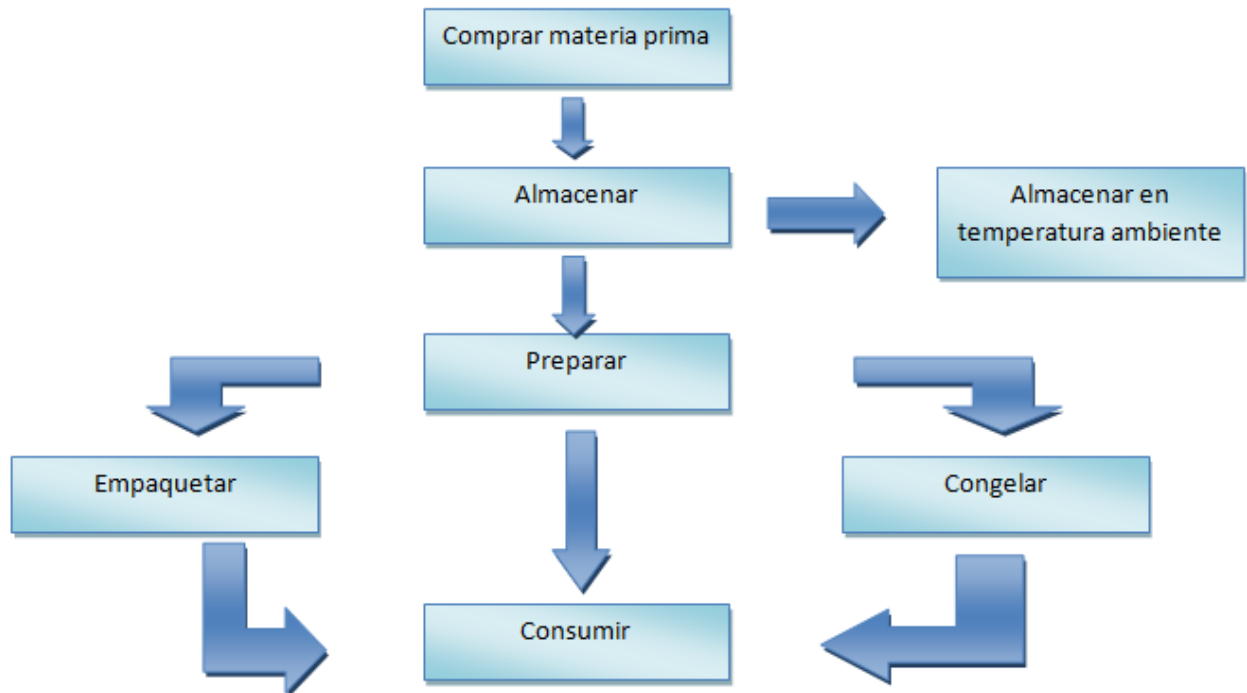 Comprar materia prima
Almacenar
Almacenar en
temperatura ambiente
Preparar
Empaquetar
Congelar
Consumir